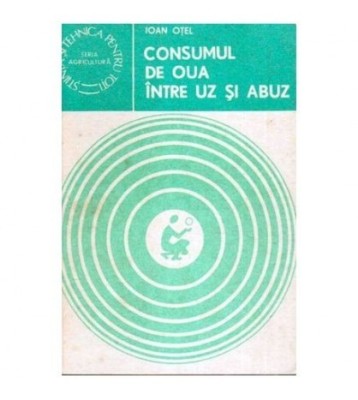 IOAN OȚEL
ȘTIINȚA ȘI TEHNICA PENTRU TOȚI
SERIA
AGRICULTURĂ
CONSUMUL
DE OUA
ÎNTRE UZ ȘI ABUZ